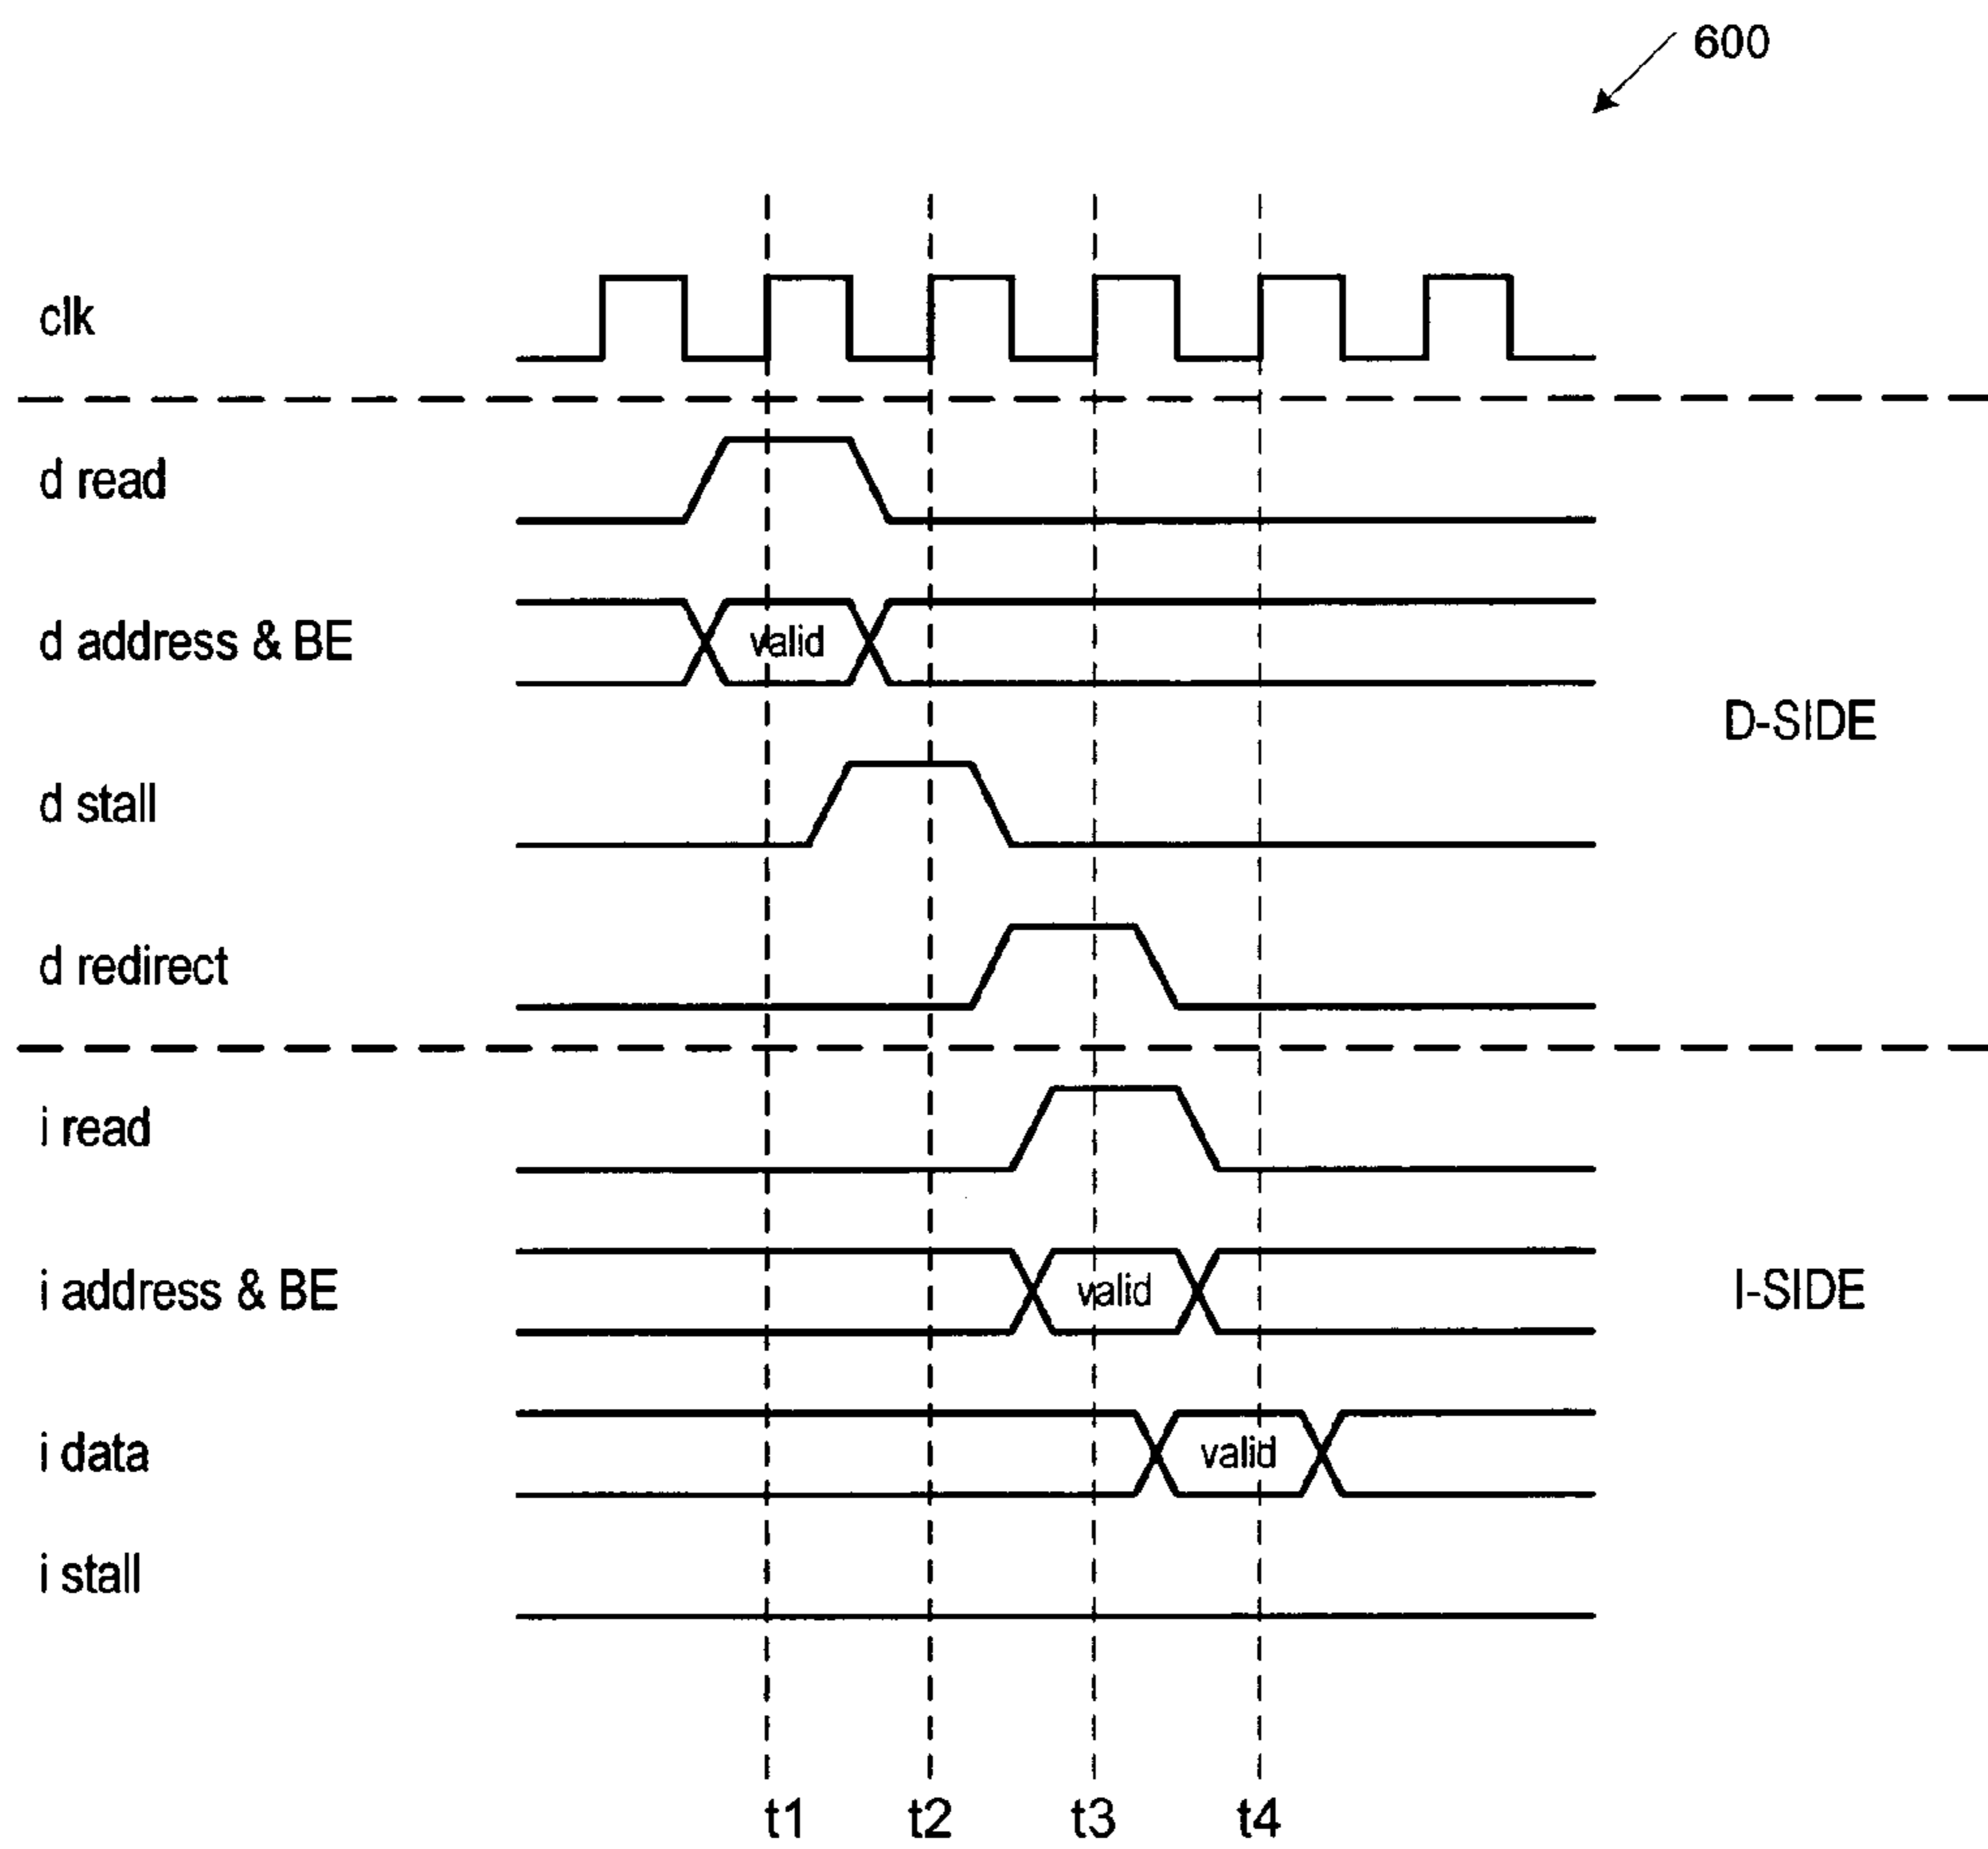 600
clk
d read
d address & BE
valid
D-SIDE
d stall
d redirect
i read
i address & BE
valid
I-SIDE
i data
valid
i stall
t1 t2 t3 t4